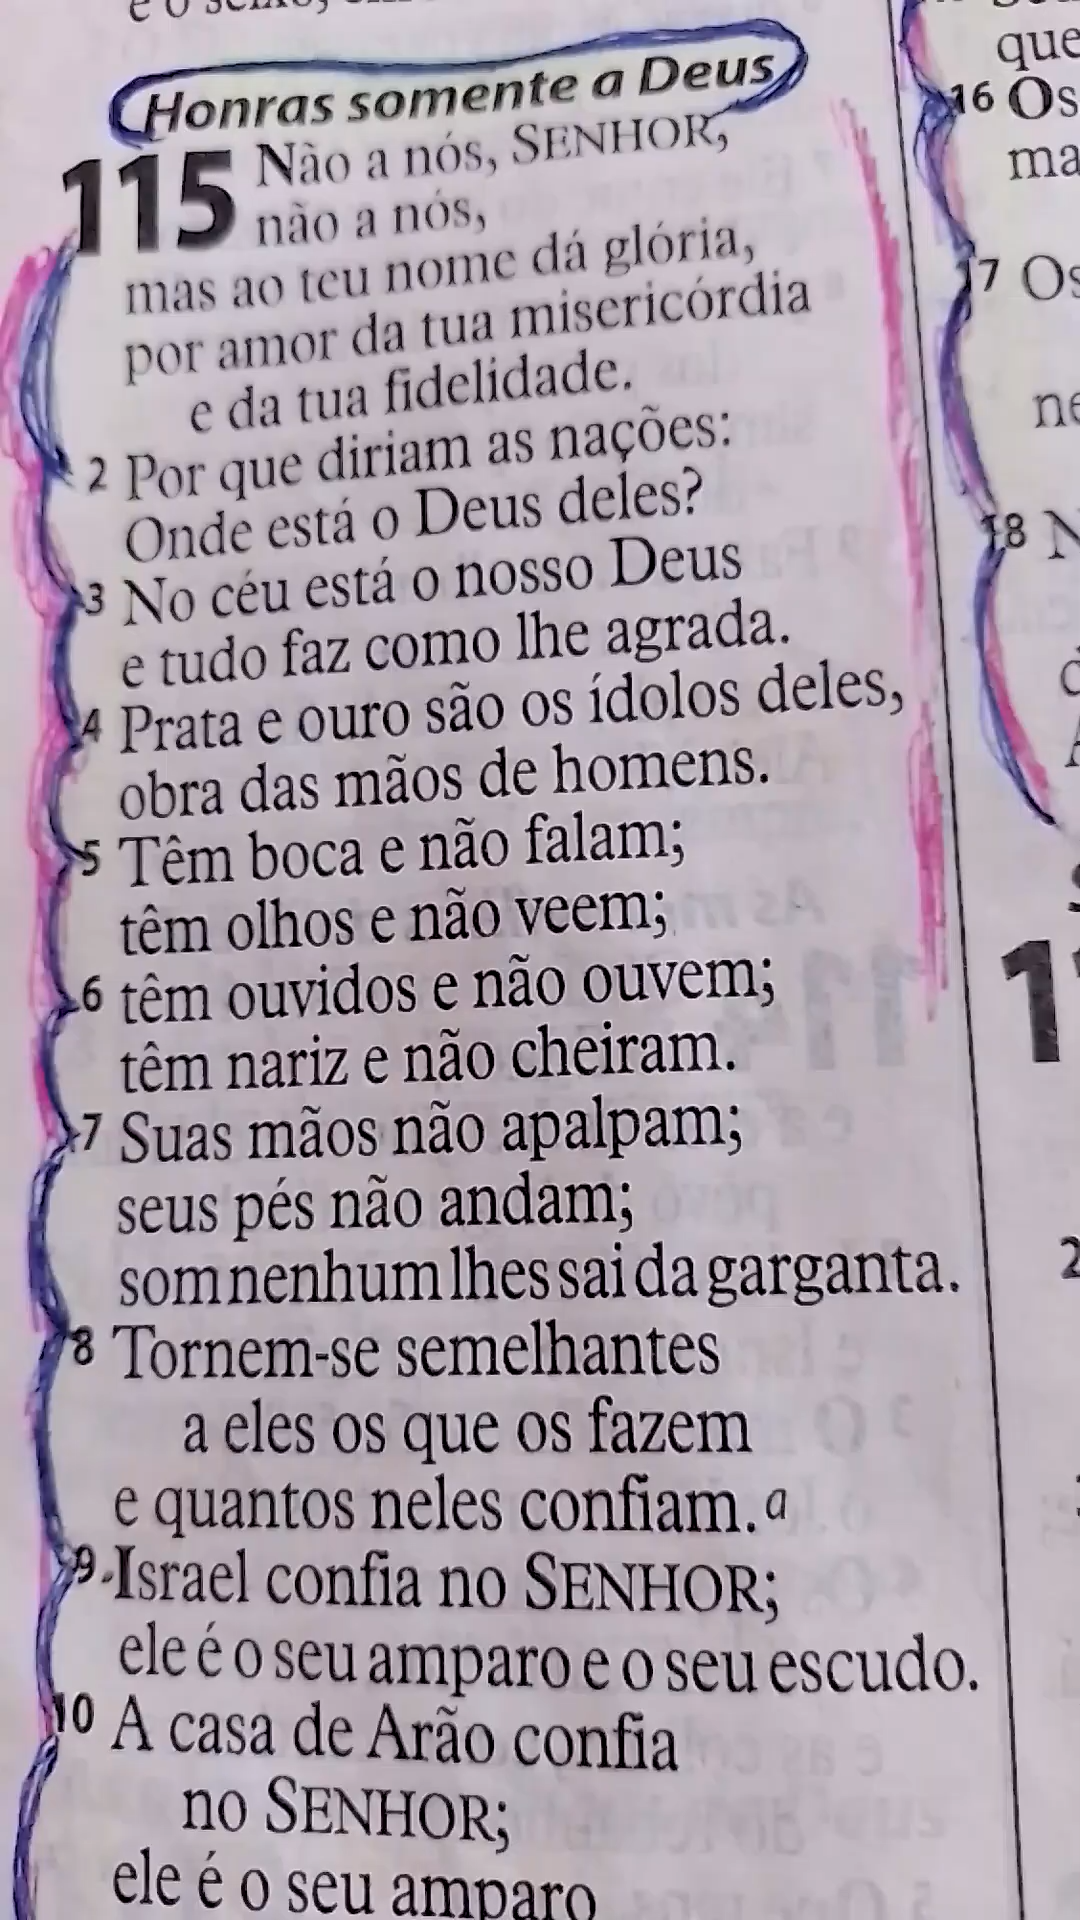 Honras somente a Deus
115 Não a nós, SENHOR,
não a nós,
mas ao teu nome dá glória,
por amor da tua misericórdia
e da tua fidelidade.
2 Por que diriam as nações:
Onde está o Deus deles?
3 No céu está o nosso Deus
e tudo faz como lhe agrada.
4 Prata e ouro são os ídolos deles,
obra das mãos de homens.
5 Têm boca e não falam;
têm olhos e não veem;
6 têm ouvidos e não ouvem;
têm nariz e não cheiram.
7 Suas mãos não apalpam;
seus pés não andam;
som nenhum lhes sai da garganta.
8 Tornem-se semelhantes
a eles os que os fazem
e quantos neles confiam. a
9 Israel confia no SENHOR;
ele é o seu amparo e o seu escudo.
10 A casa de Arão confia
no SENHOR;
ele é o seu amparo
que
16 Os
ma
17 Os
18